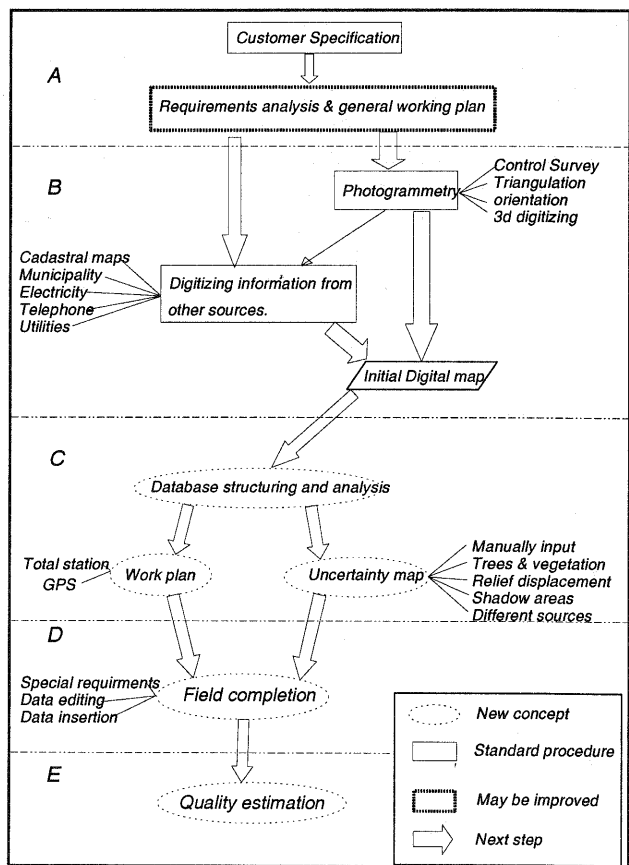 Customer Specification
A
Requirements analysis & general working plan
B
Photogrammetry
Control Survey
Triangulation
orientation
3d digitizing
Cadastral maps
Municipality
Electricity
Telephone
Utilities
Digitizing information from
other sources.
Initial Digital map
C
Database structuring and analysis
Total station
GPS
Work plan
Uncertainty map
Manually input
Trees & vegetation
Relief displacement
Shadow areas
Different sources
D
Special requirments
Data editing
Data insertion
Field completion
E
Quality estimation
New concept
Standard procedure
May be improved
Next step